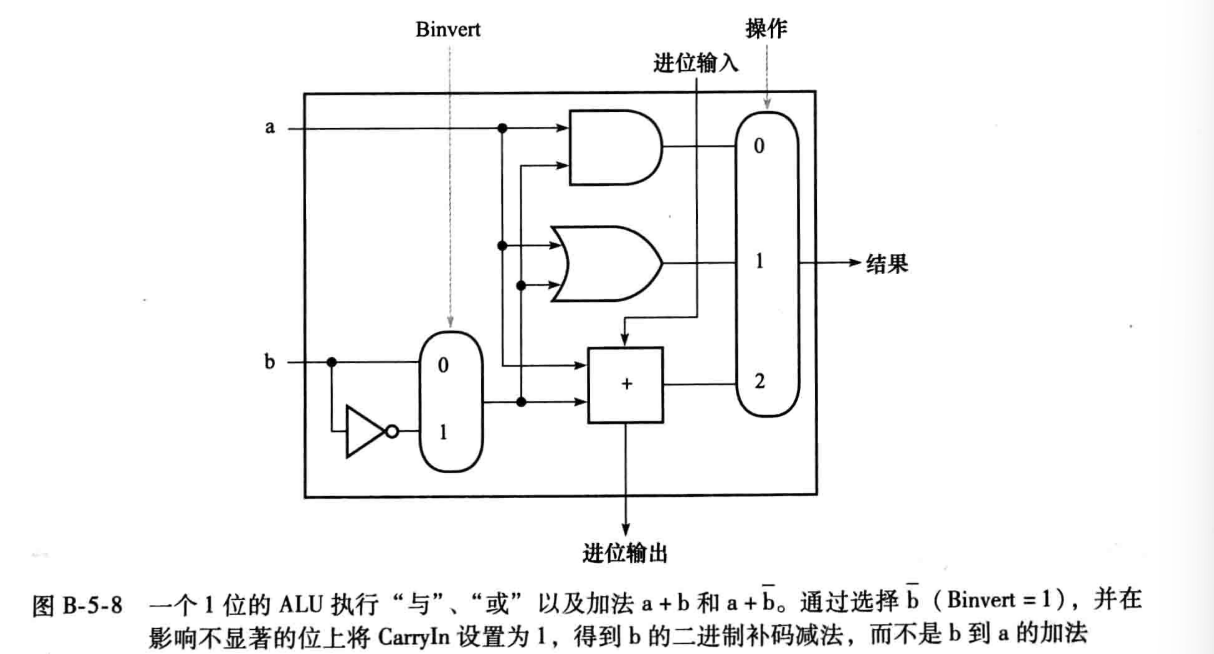 Binvert
操作
进位输入
a
0
1
结果
b
0
+
2
1
进位输出
图 B-5-8 一个 1 位的 ALU 执行“与”、“或” 以及加法 a + b 和 a + b̅。通过选择 b̅（Binvert = 1），并在
影响不显著的位上将 CarryIn 设置为 1，得到 b 的二进制补码减法，而不是 b 到 a 的加法